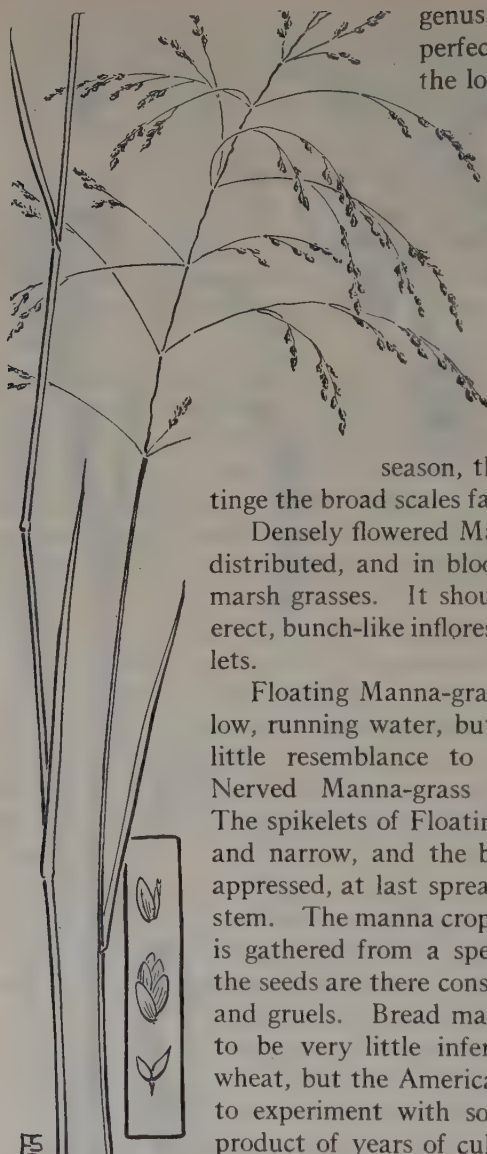 genus
perfec
the lo
season, th
tinge the broad scales fa
Densely flowered Ma
distributed, and in bloo
marsh grasses. It shou
erect, bunch-like inflores
lets.
Floating Manna-gra
low, running water, but
little resemblance to
Nerved Manna-grass
The spikelets of Floatin
and narrow, and the b
appressed, at last sprea
stem. The manna crop
is gathered from a spe
the seeds are there cons
and gruels. Bread ma
to be very little infer
wheat, but the America
to experiment with so
product of years of cul
FS